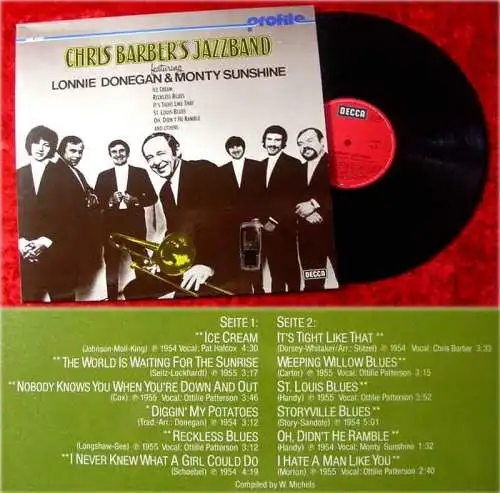 profile
CHRIS BARBER'S JAZZBAND
featuring
LONNIE DONEGAN & MONTY SUNSHINE
ICE CREAM
RECKLESS BLUES
IT'S TIGHT LIKE THAT
ST. LOUIS BLUES
OH, DIDN'T HE RAMBLE
AND OTHERS
DECCA
DECCA
SEITE 1:
**ICE CREAM
(Johnson-Moll-King) ℗ 1954 Vocal: Pat Halcox 4:30
**THE WORLD IS WAITING FOR THE SUNRISE
(Seitz-Lockhardt) ℗ 1955 3:17
**NOBODY KNOWS YOU WHEN YOU'RE DOWN AND OUT
(Cox) ℗ 1955 Vocal: Ottilie Patterson 3:46
*DIGGIN' MY POTATOES
(Trad.-Arr.: Donegan) ℗ 1954 3:12
**RECKLESS BLUES
(Longshaw-Gee) ℗ 1955 Vocal: Ottilie Patterson 3:12
**I NEVER KNEW WHAT A GIRL COULD DO
(Schoebel) ℗ 1954 4:19
SEITE 2:
IT'S TIGHT LIKE THAT**
(Dorsey-Whitaker/Arr.: Stitzel) ℗ 1954 Vocal: Chris Barber 3:33
WEEPING WILLOW BLUES**
(Carter) ℗ 1955 Vocal: Ottilie Patterson 3:15
ST. LOUIS BLUES**
(Handy) ℗ 1955 Vocal: Ottilie Patterson 3:52
STORYVILLE BLUES**
(Story-Sandote) ℗ 1954 5:01
OH, DIDN'T HE RAMBLE**
(Handy) ℗ 1954 Vocal: Monty Sunshine 1:32
I HATE A MAN LIKE YOU**
(Morton) ℗ 1955 Vocal: Ottilie Patterson 2:40
Compiled by W. Michels